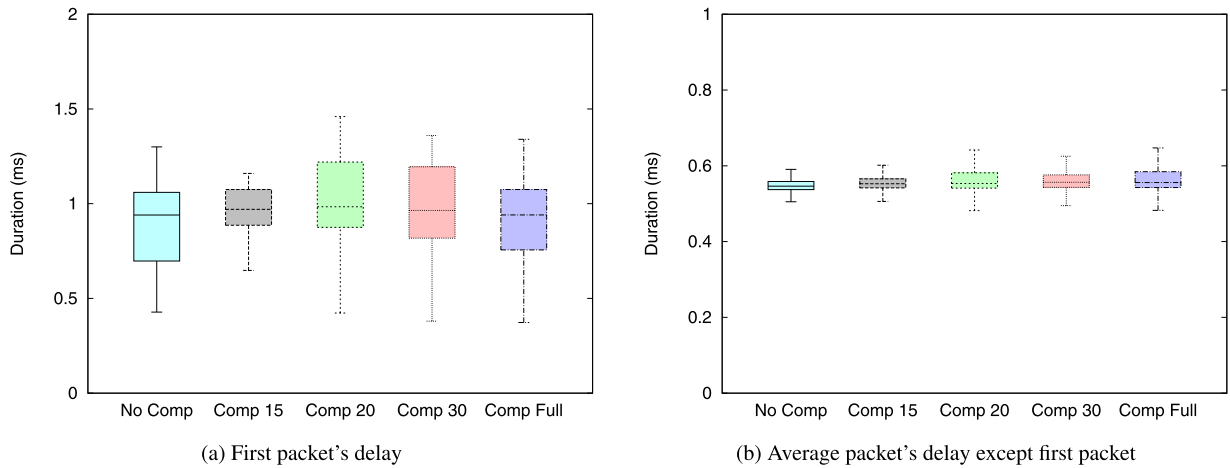 2
1.5
1
0.5
0
Duration (ms)
No Comp Comp 15 Comp 20 Comp 30 Comp Full
(a) First packet's delay
1
0.8
0.6
0.4
0.2
0
Duration (ms)
No Comp Comp 15 Comp 20 Comp 30 Comp Full
(b) Average packet's delay except first packet